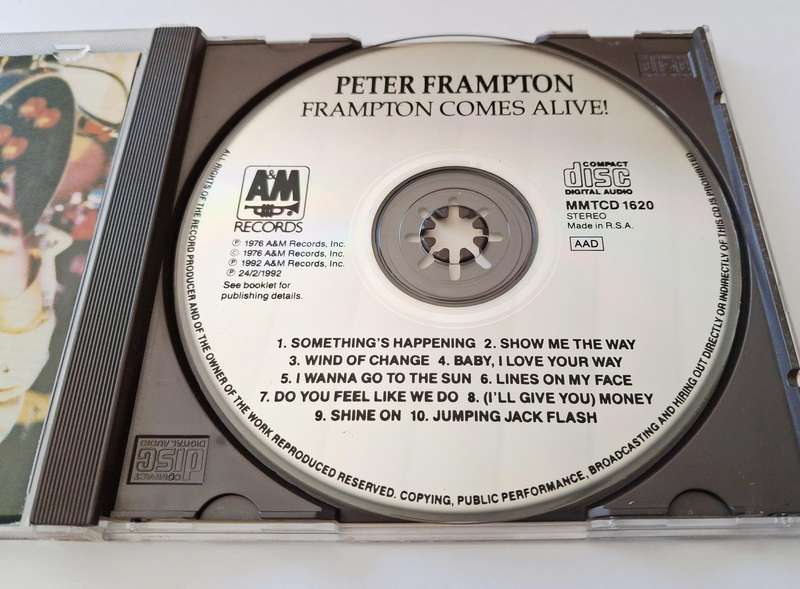 PETER FRAMPTON
FRAMPTON COMES ALIVE!
A&M
RECORDS
℗ 1976 A&M Records, Inc.
© 1976 A&M Records, Inc.
℗ 1992 A&M Records, Inc.
℗ 24/2/1992
See booklet for
publishing details.
COMPACT
disc
DIGITAL AUDIO
MMTCD 1620
STEREO
Made in R.S.A.
AAD
1. SOMETHING'S HAPPENING 2. SHOW ME THE WAY
3. WIND OF CHANGE 4. BABY, I LOVE YOUR WAY
5. I WANNA GO TO THE SUN 6. LINES ON MY FACE
7. DO YOU FEEL LIKE WE DO 8. (I'LL GIVE YOU) MONEY
9. SHINE ON 10. JUMPING JACK FLASH
ALL RIGHTS OF THE RECORD PRODUCER AND OF THE OWNER OF THE WORK REPRODUCED RESERVED. COPYING, PUBLIC PERFORMANCE, BROADCASTING AND HIRING OUT DIRECTLY OR INDIRECTLY OF THIS CD IS PROHIBITED
COMPACT
disc
DIGITAL AUDIO